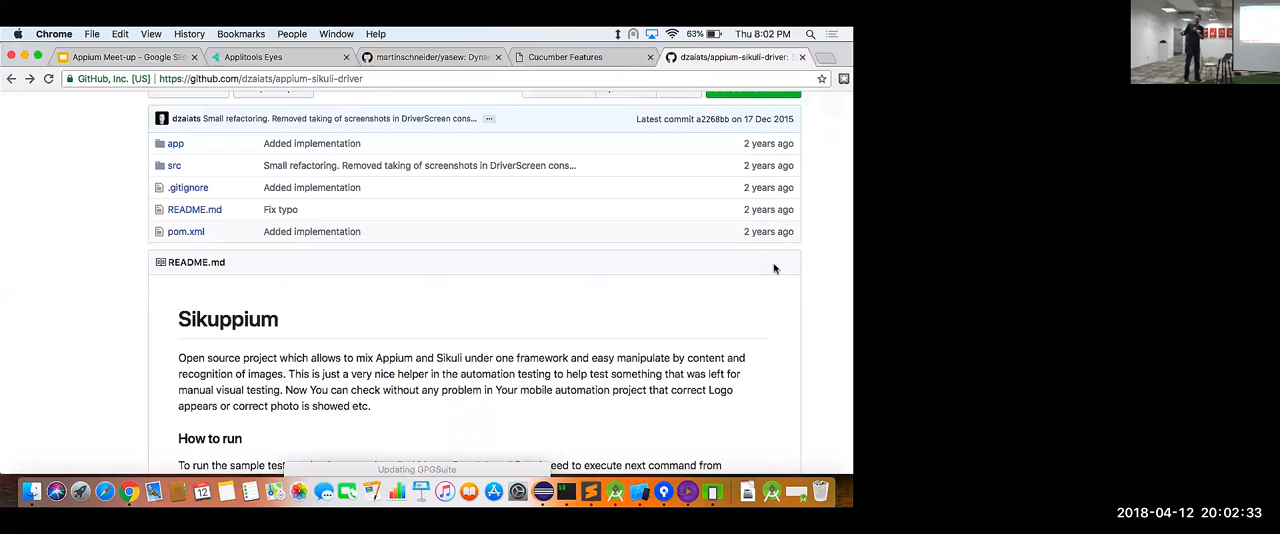 Chrome File Edit View History Bookmarks People Window Help 63% Thu 8:02 PM
Appium Meet-up - Google Slid Applitools Eyes martinschneider/yasew: Dyna Cucumber Features dzaiats/appium-sikuli-driver: S
GitHub, Inc. [US] https://github.com/dzaiats/appium-sikuli-driver
dzaiats Small refactoring. Removed taking of screenshots in DriverScreen cons... Latest commit a2268bb on 17 Dec 2015
app Added implementation 2 years ago
src Small refactoring. Removed taking of screenshots in DriverScreen cons... 2 years ago
.gitignore Added implementation 2 years ago
README.md Fix typo 2 years ago
pom.xml Added implementation 2 years ago
README.md
Sikuppium
Open source project which allows to mix Appium and Sikuli under one framework and easy manipulate by content and
recognition of images. This is just a very nice helper in the automation testing to help test something that was left for
manual visual testing. Now You can check without any problem in Your mobile automation project that correct Logo
appears or correct photo is showed etc.
How to run
To run the sample test need to execute next command from
Updating GPGSuite
12
2018-04-12 20:02:33